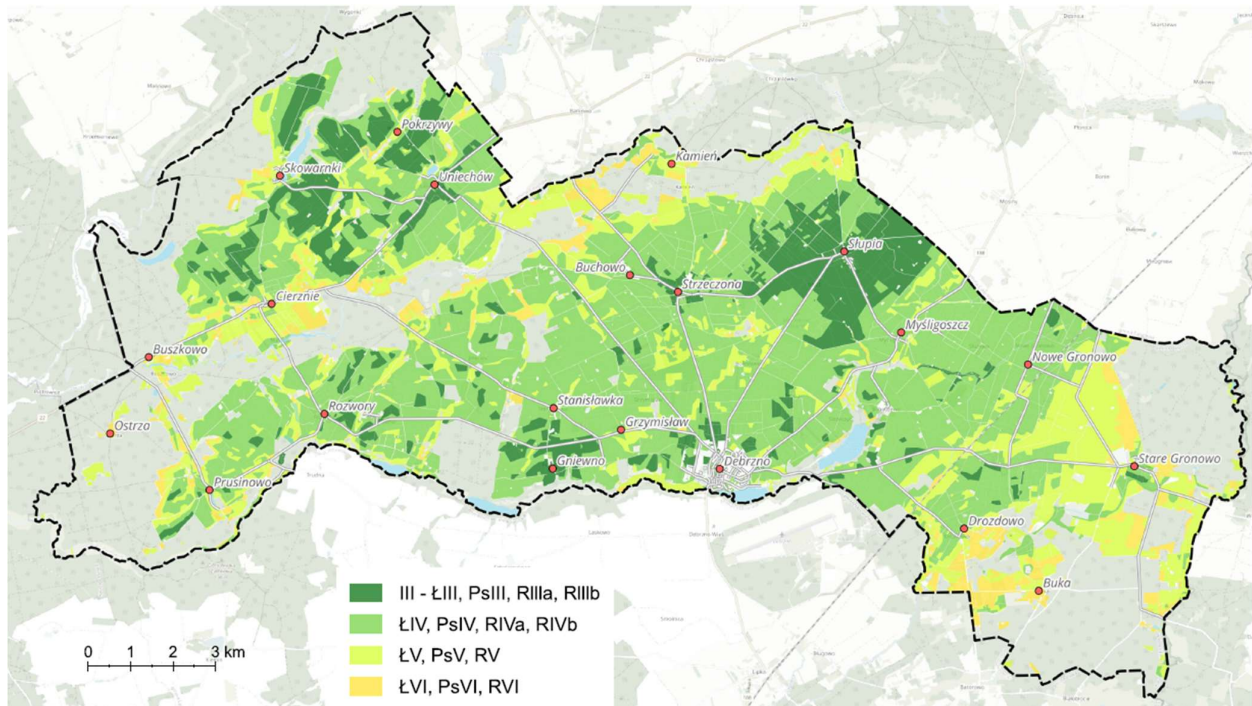 Pokrzywy
Kamień
Skowarnki
Uniechów
Słupia
Buchowo
Strzeczona
Cierznie
Myśligoszcz
Buszkowo
Nowe Gronowo
Rozwory
Stanisławka
Ostrza
Grzymisław
Gniewno
Debrzno
Stare Gronowo
Prusinowo
Drozdowo
Buka
III - ŁIII, PsIII, RIIIa, RIIIb
ŁIV, PsIV, RIVa, RIVb
ŁV, PsV, RV
ŁVI, PsVI, RVI
0 1 2 3 km